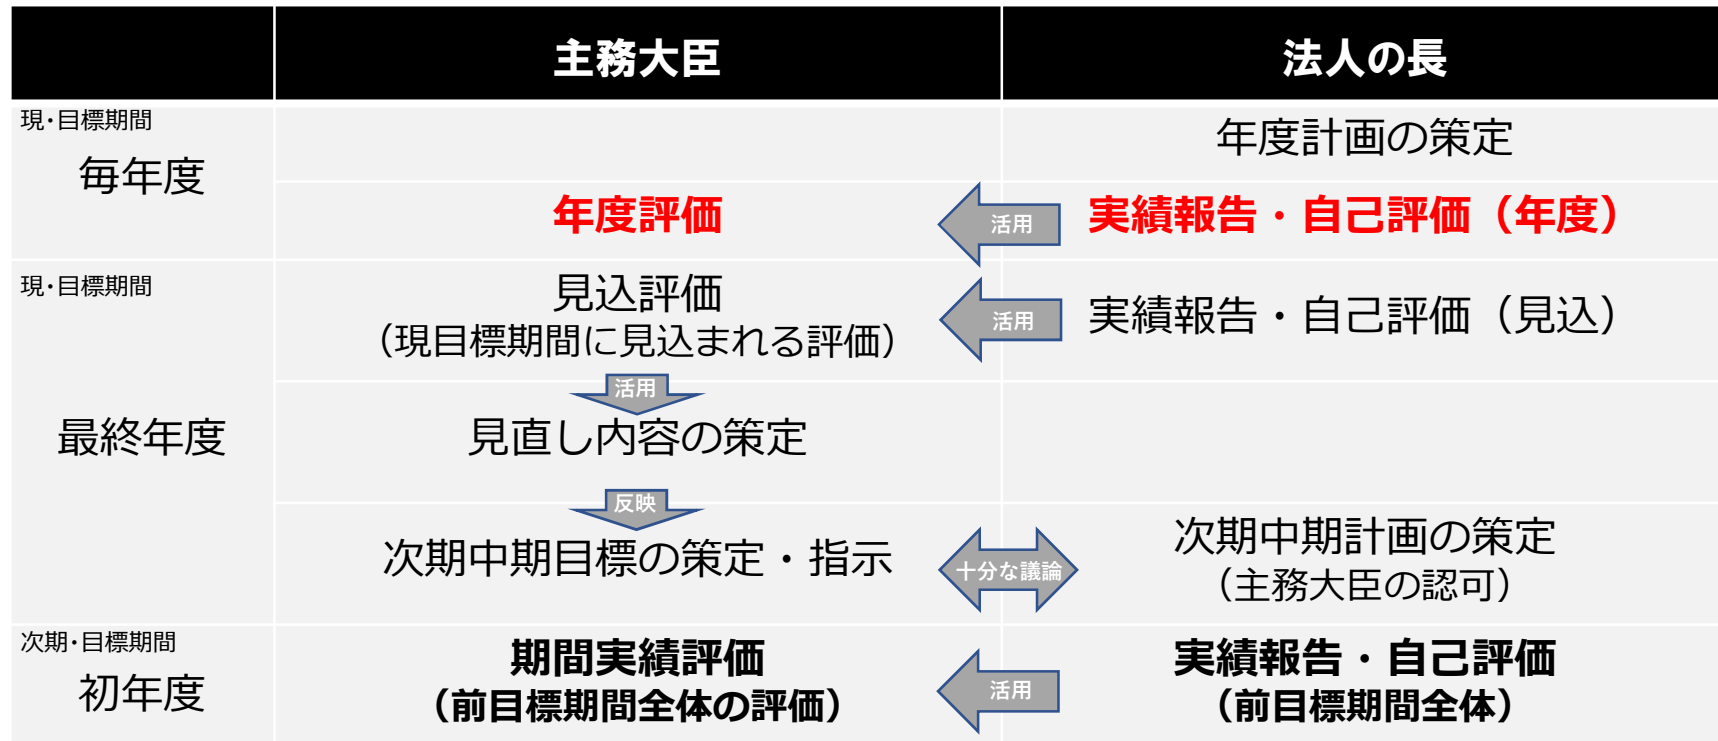 主務大臣
法人の長
現・目標期間
毎年度
年度計画の策定
年度評価
活用
実績報告・自己評価（年度）
現・目標期間
最終年度
見込評価
（現目標期間に見込まれる評価）
活用
実績報告・自己評価（見込）
活用
見直し内容の策定
反映
次期中期目標の策定・指示
十分な議論
次期中期計画の策定
（主務大臣の認可）
次期・目標期間
初年度
期間実績評価
（前目標期間全体の評価）
活用
実績報告・自己評価
（前目標期間全体）